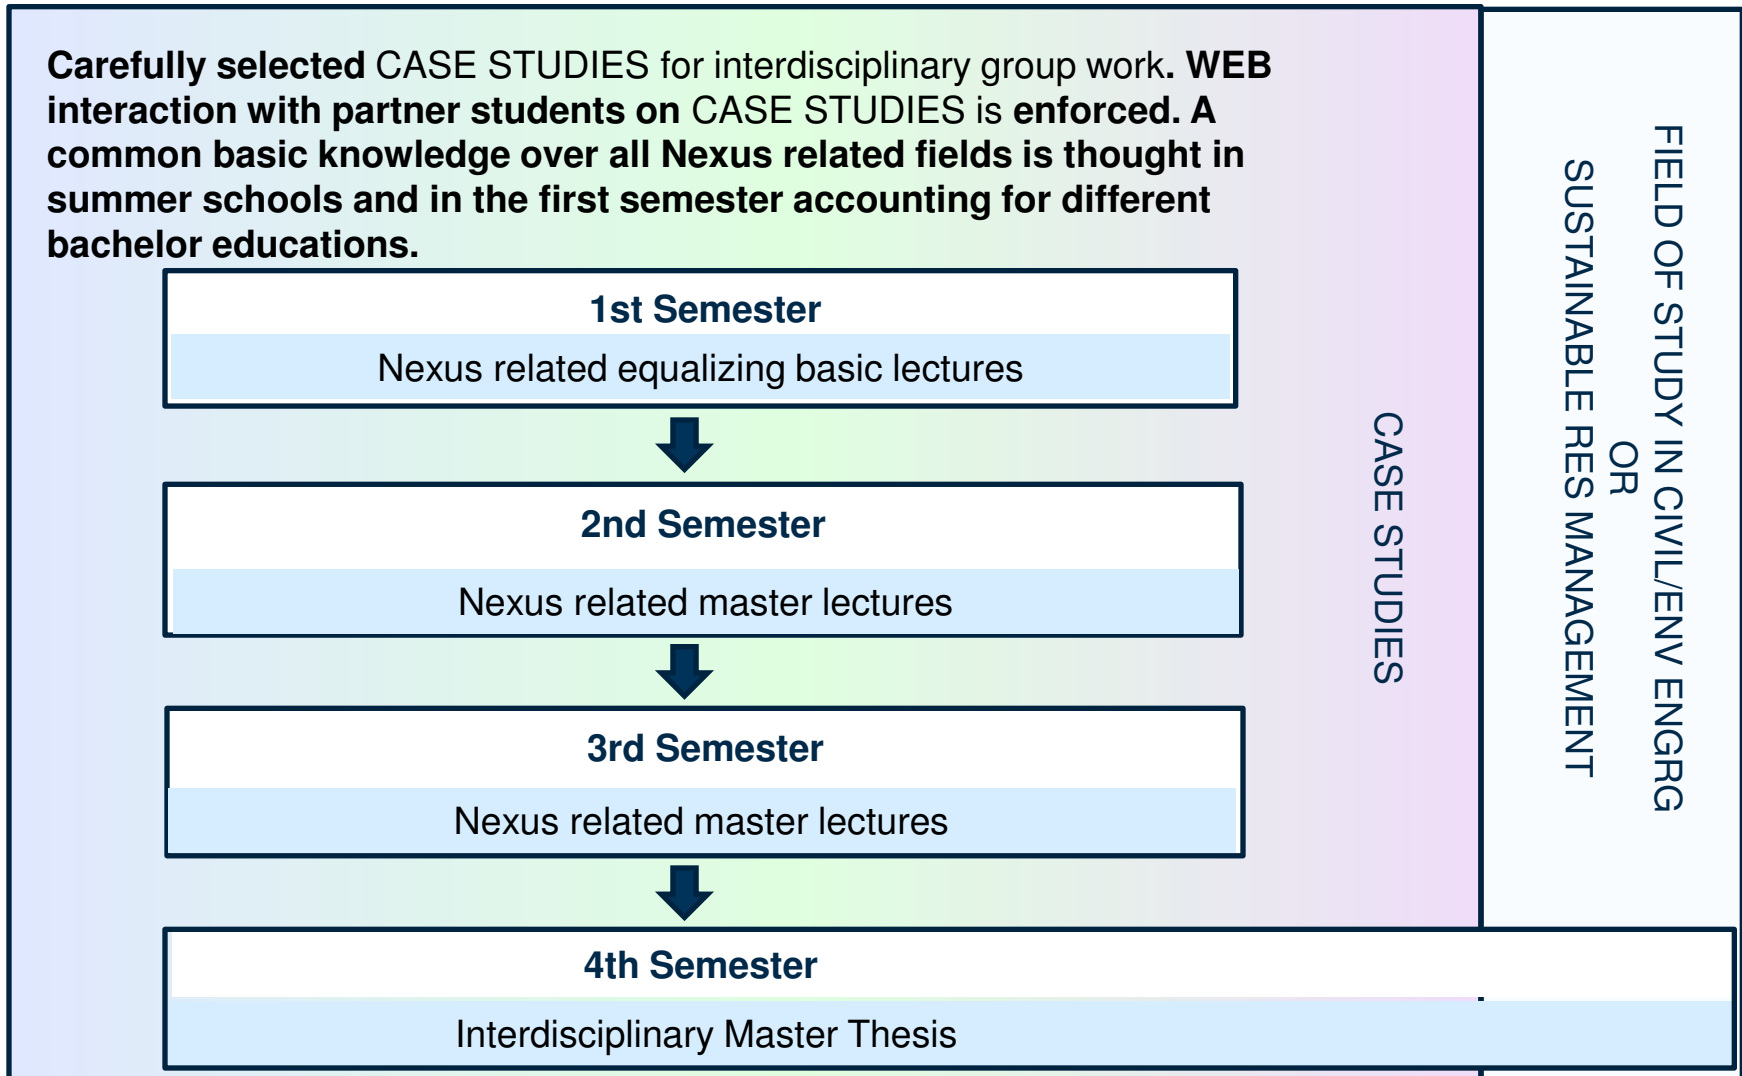 Carefully selected CASE STUDIES for interdisciplinary group work. WEB
interaction with partner students on CASE STUDIES is enforced. A
common basic knowledge over all Nexus related fields is thought in
summer schools and in the first semester accounting for different
bachelor educations.
1st Semester
Nexus related equalizing basic lectures
2nd Semester
Nexus related master lectures
3rd Semester
Nexus related master lectures
4th Semester
Interdisciplinary Master Thesis
CASE STUDIES
FIELD OF STUDY IN CIVIL/ENV ENGRG
OR
SUSTAINABLE RES MANAGEMENT